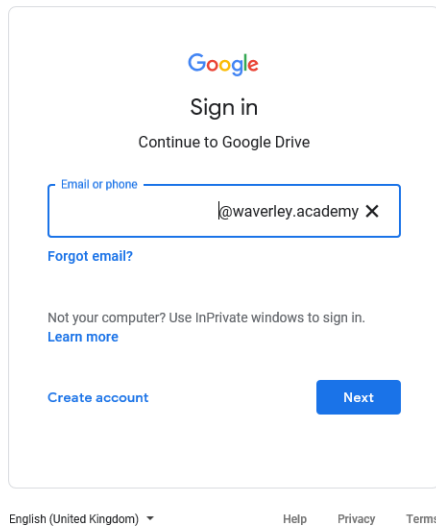 Google
Sign in
Continue to Google Drive
Email or phone
@waverley.academy ✕
Forgot email?
Not your computer? Use InPrivate windows to sign in.
Learn more
Create account
Next
English (United Kingdom)
Help Privacy Terms